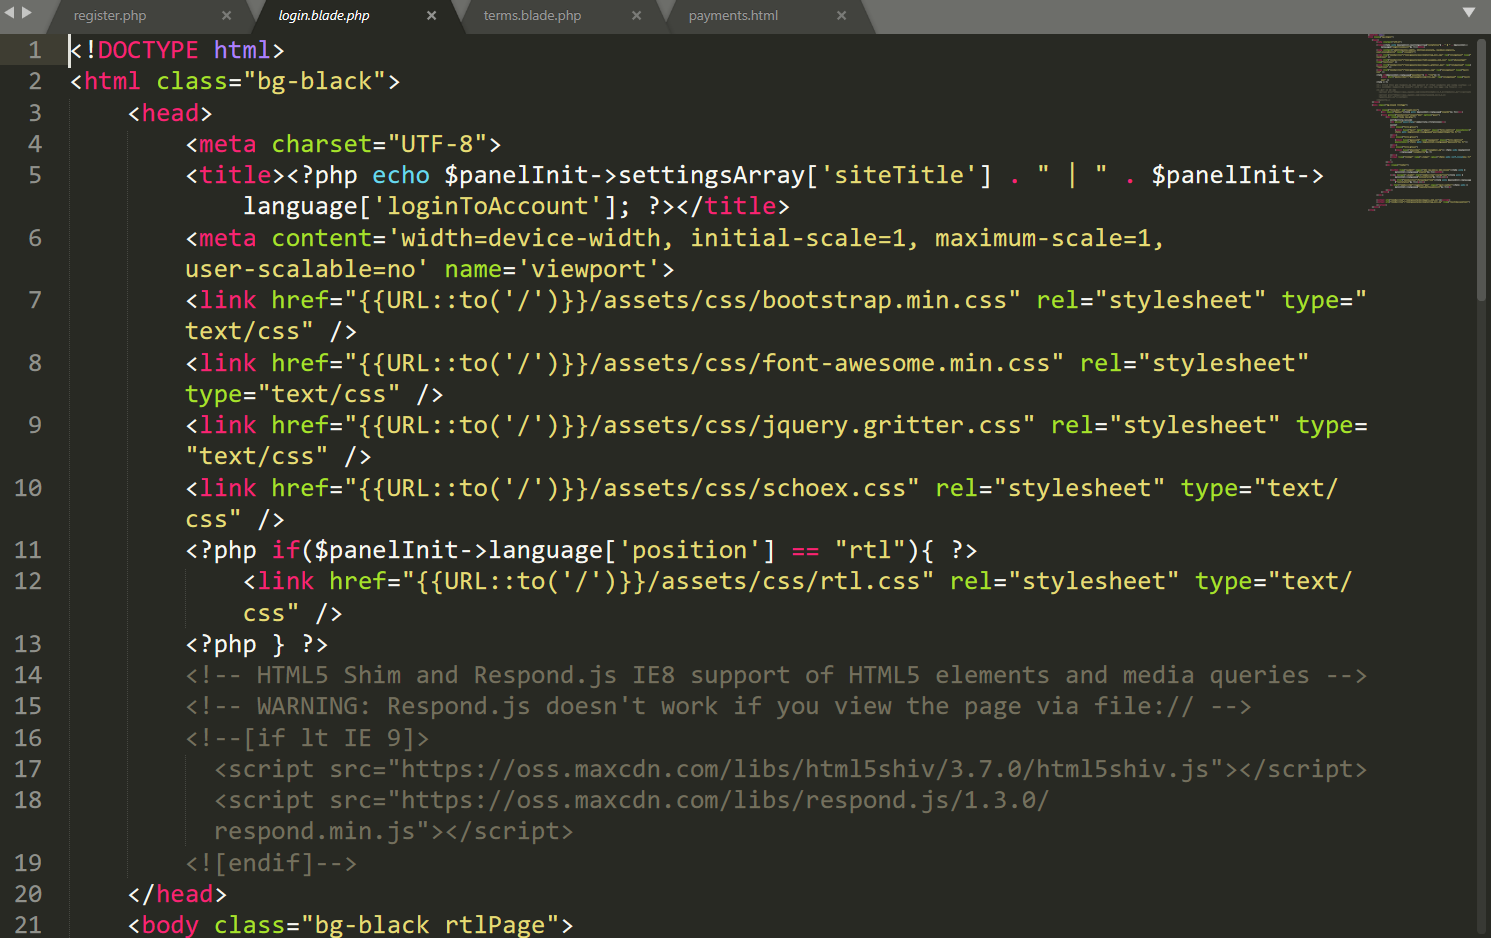 register.php × login.blade.php × terms.blade.php × payments.html ×
1 <!DOCTYPE html>
2 <html class="bg-black">
3 <head>
4 <meta charset="UTF-8">
5 <title><?php echo $panelInit->settingsArray['siteTitle'] . " | " . $panelInit->
language['loginToAccount']; ?></title>
6 <meta content='width=device-width, initial-scale=1, maximum-scale=1,
user-scalable=no' name='viewport'>
7 <link href="{{URL::to('/')}}/assets/css/bootstrap.min.css" rel="stylesheet" type="
text/css" />
8 <link href="{{URL::to('/')}}/assets/css/font-awesome.min.css" rel="stylesheet"
type="text/css" />
9 <link href="{{URL::to('/')}}/assets/css/jquery.gritter.css" rel="stylesheet" type=
"text/css" />
10 <link href="{{URL::to('/')}}/assets/css/schoex.css" rel="stylesheet" type="text/
css" />
11 <?php if($panelInit->language['position'] == "rtl"){ ?>
12 <link href="{{URL::to('/')}}/assets/css/rtl.css" rel="stylesheet" type="text/
css" />
13 <?php } ?>
14 <!-- HTML5 Shim and Respond.js IE8 support of HTML5 elements and media queries -->
15 <!-- WARNING: Respond.js doesn't work if you view the page via file:// -->
16 <!--[if lt IE 9]>
17 <script src="https://oss.maxcdn.com/libs/html5shiv/3.7.0/html5shiv.js"></script>
18 <script src="https://oss.maxcdn.com/libs/respond.js/1.3.0/
respond.min.js"></script>
19 <![endif]-->
20 </head>
21 <body class="bg-black rtlPage">